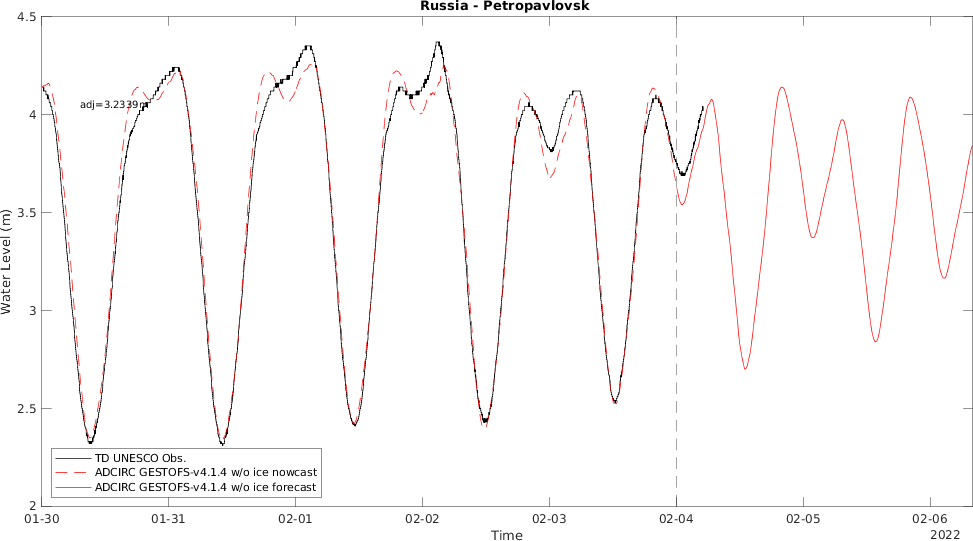 Russia - Petropavlovsk
4.5
4
3.5
3
2.5
2
Water Level (m)
adj=3.2339m
TD UNESCO Obs.
ADCIRC GESTOFS-v4.1.4 w/o ice nowcast
ADCIRC GESTOFS-v4.1.4 w/o ice forecast
01-30 01-31 02-01 02-02 02-03 02-04 02-05 02-06
Time
2022